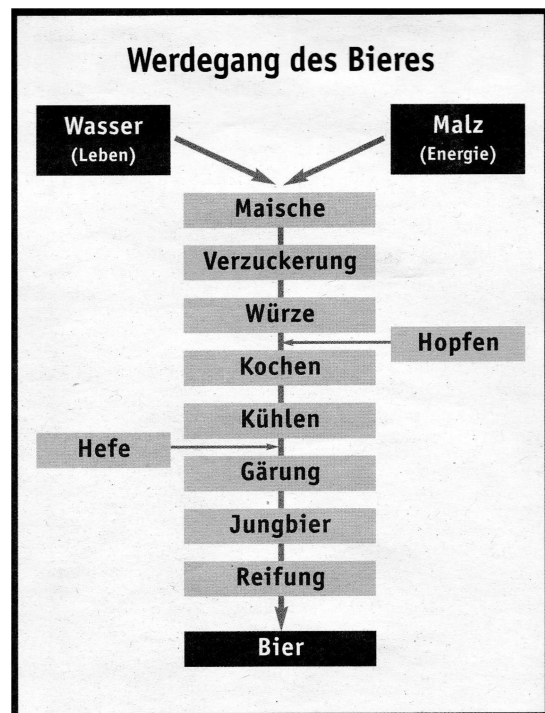 Werdegang des Bieres
Wasser
(Leben)
Malz
(Energie)
Maische
Verzuckerung
Würze
Hopfen
Kochen
Kühlen
Hefe
Gärung
Jungbier
Reifung
Bier